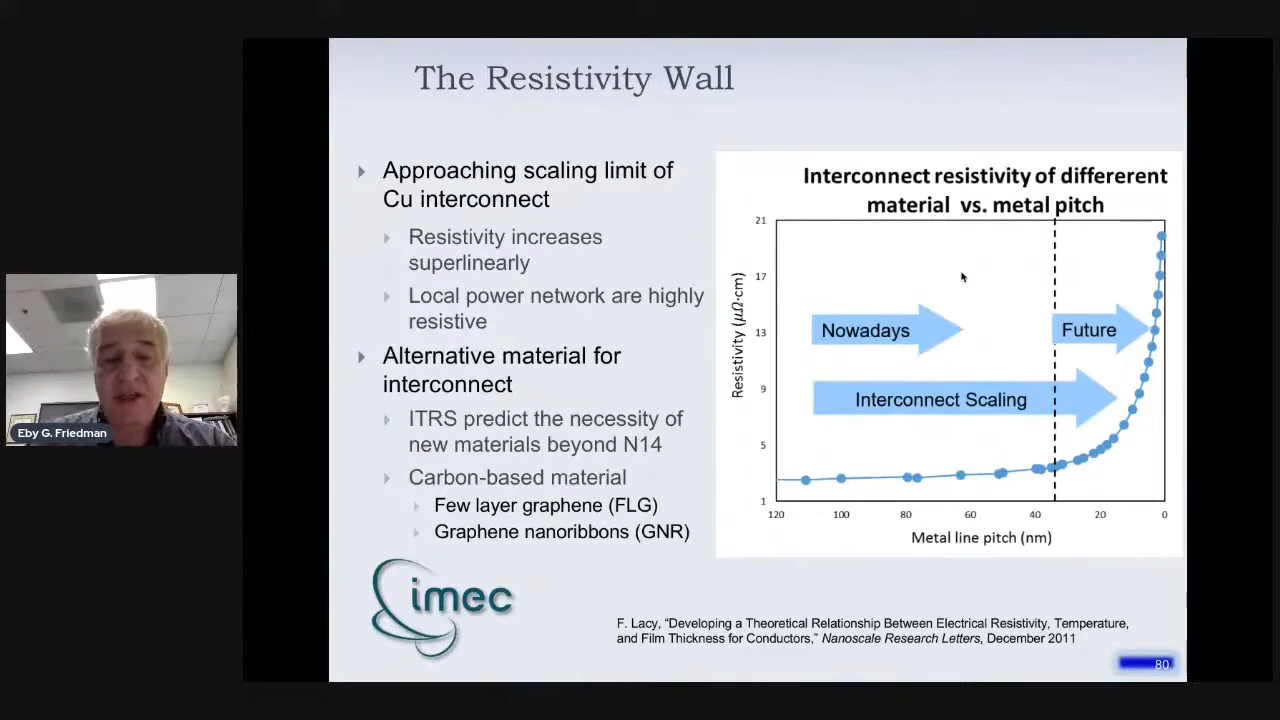 The Resistivity Wall
Approaching scaling limit of
Cu interconnect
Resistivity increases
superlinearly
Local power network are highly
resistive
Alternative material for
interconnect
ITRS predict the necessity of
new materials beyond N14
Carbon-based material
Few layer graphene (FLG)
Graphene nanoribbons (GNR)
Interconnect resistivity of differerent
material vs. metal pitch
Resistivity (μΩ·cm)
21
17
13
9
5
1
Nowadays
Future
Interconnect Scaling
120 100 80 60 40 20 0
Metal line pitch (nm)
imec
F. Lacy, “Developing a Theoretical Relationship Between Electrical Resistivity, Temperature,
and Film Thickness for Conductors,” Nanoscale Research Letters, December 2011
80
Eby G. Friedman